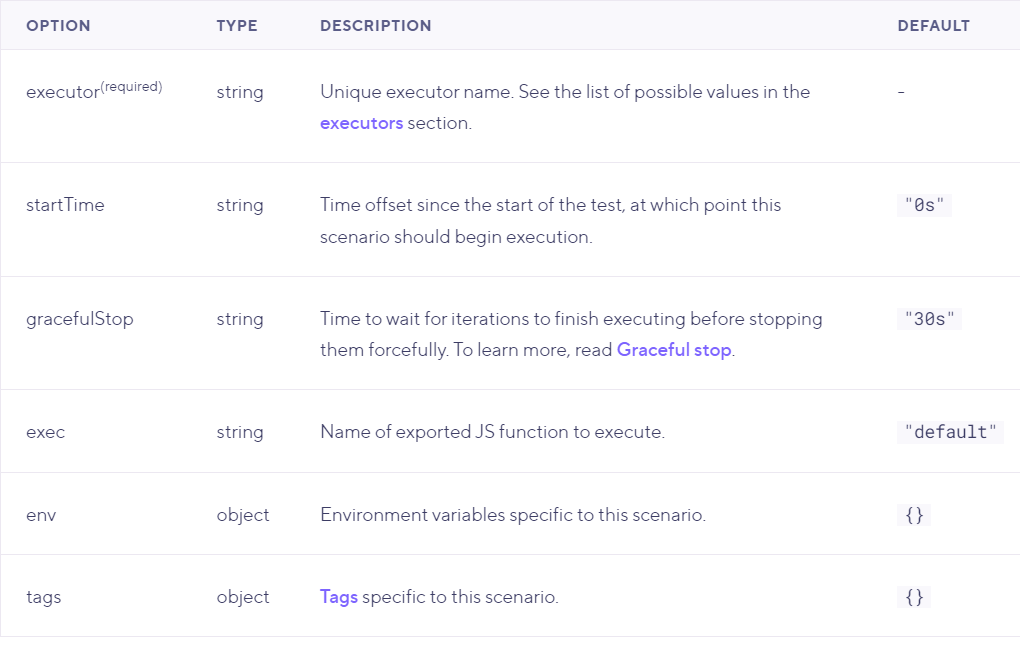 OPTION TYPE DESCRIPTION DEFAULT
executor(required) string Unique executor name. See the list of possible values in the -
executors section.
startTime string Time offset since the start of the test, at which point this "0s"
scenario should begin execution.
gracefulStop string Time to wait for iterations to finish executing before stopping "30s"
them forcefully. To learn more, read Graceful stop.
exec string Name of exported JS function to execute. "default"
env object Environment variables specific to this scenario. {}
tags object Tags specific to this scenario. {}